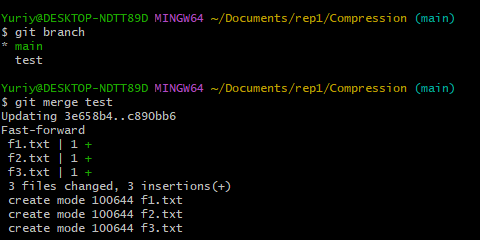 Yuriy@DESKTOP-NDTT89D MINGW64 ~/Documents/rep1/Compression (main)
$ git branch
* main
  test

Yuriy@DESKTOP-NDTT89D MINGW64 ~/Documents/rep1/Compression (main)
$ git merge test
Updating 3e658b4..c890bb6
Fast-forward
 f1.txt | 1 +
 f2.txt | 1 +
 f3.txt | 1 +
 3 files changed, 3 insertions(+)
 create mode 100644 f1.txt
 create mode 100644 f2.txt
 create mode 100644 f3.txt